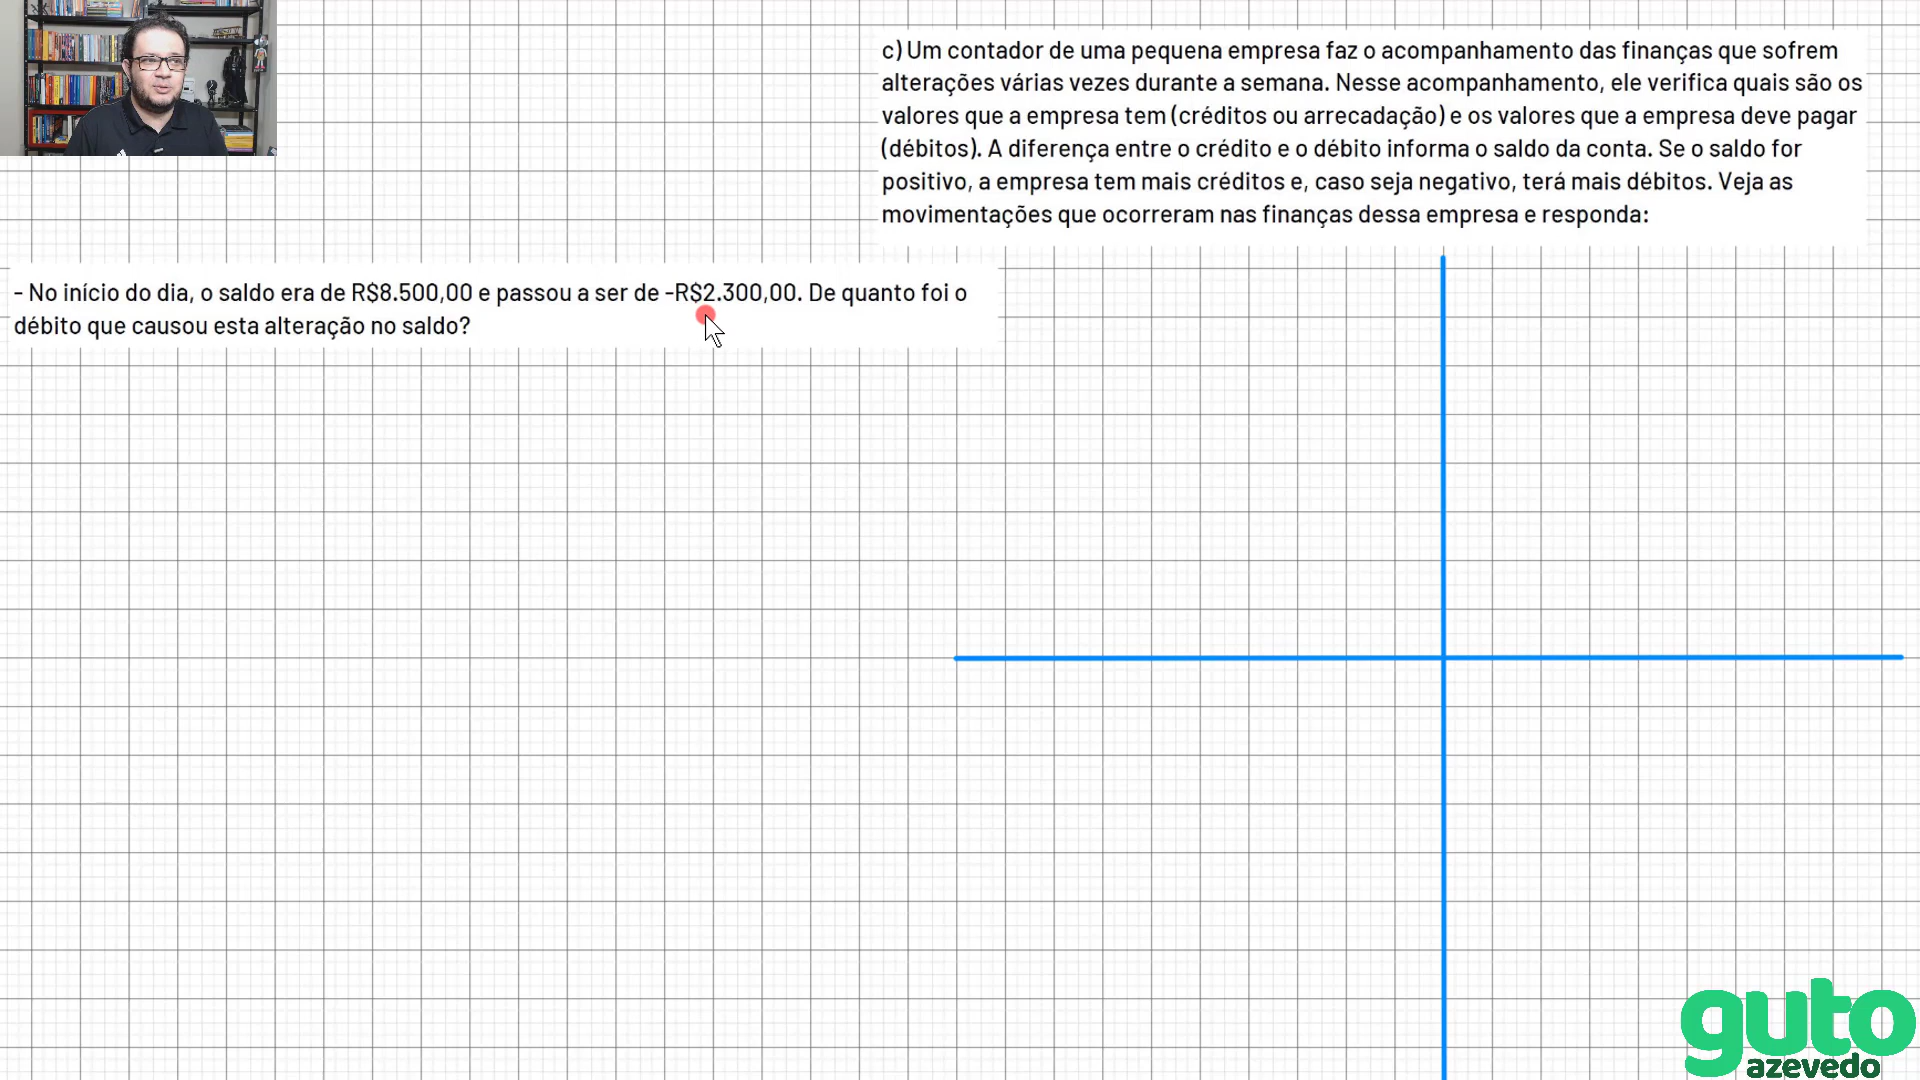 c) Um contador de uma pequena empresa faz o acompanhamento das finanças que sofrem
alterações várias vezes durante a semana. Nesse acompanhamento, ele verifica quais são os
valores que a empresa tem (créditos ou arrecadação) e os valores que a empresa deve pagar
(débitos). A diferença entre o crédito e o débito informa o saldo da conta. Se o saldo for
positivo, a empresa tem mais créditos e, caso seja negativo, terá mais débitos. Veja as
movimentações que ocorreram nas finanças dessa empresa e responda:
- No início do dia, o saldo era de R$8.500,00 e passou a ser de -R$2.300,00. De quanto foi o
débito que causou esta alteração no saldo?
guto
azevedo